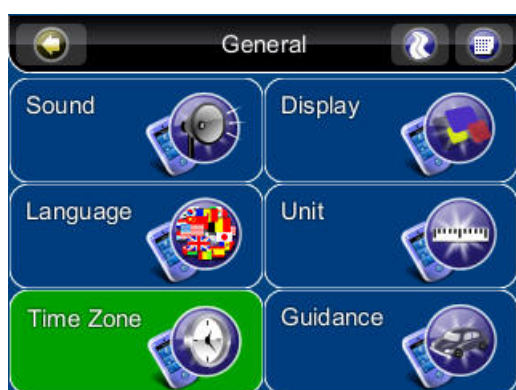 General
Sound
Display
Language
Unit
Time Zone
Guidance